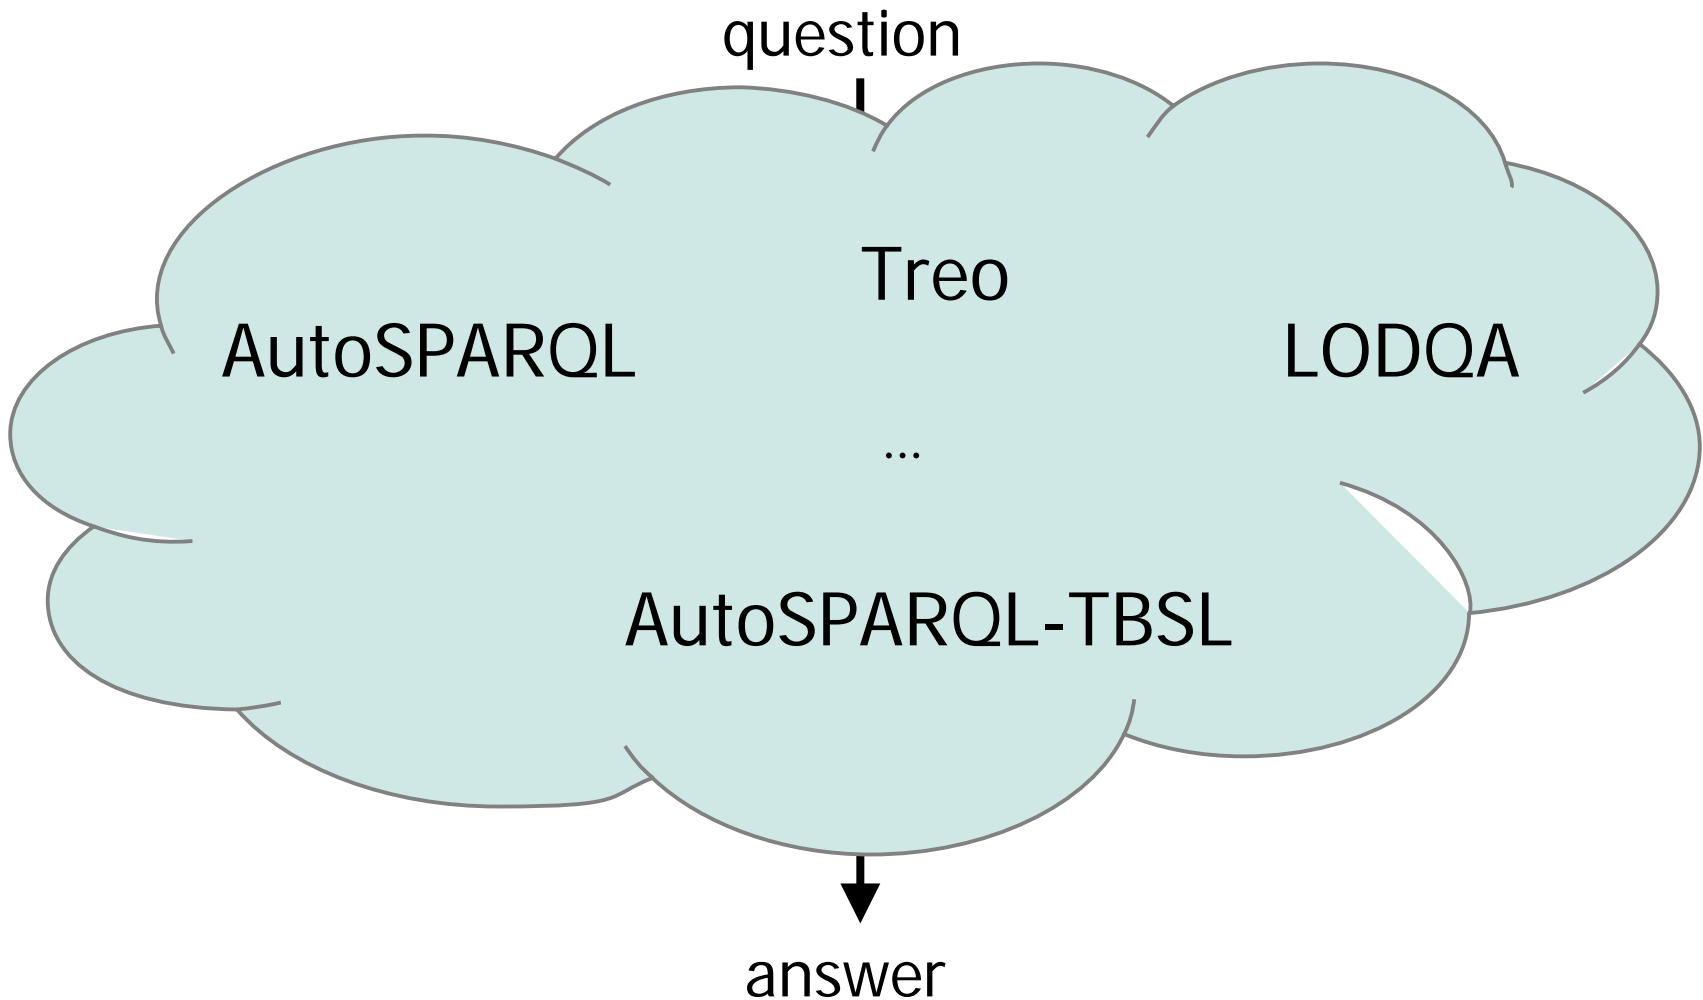 question
Treo
AutoSPARQL
LODQA
...
AutoSPARQL-TBSL
answer